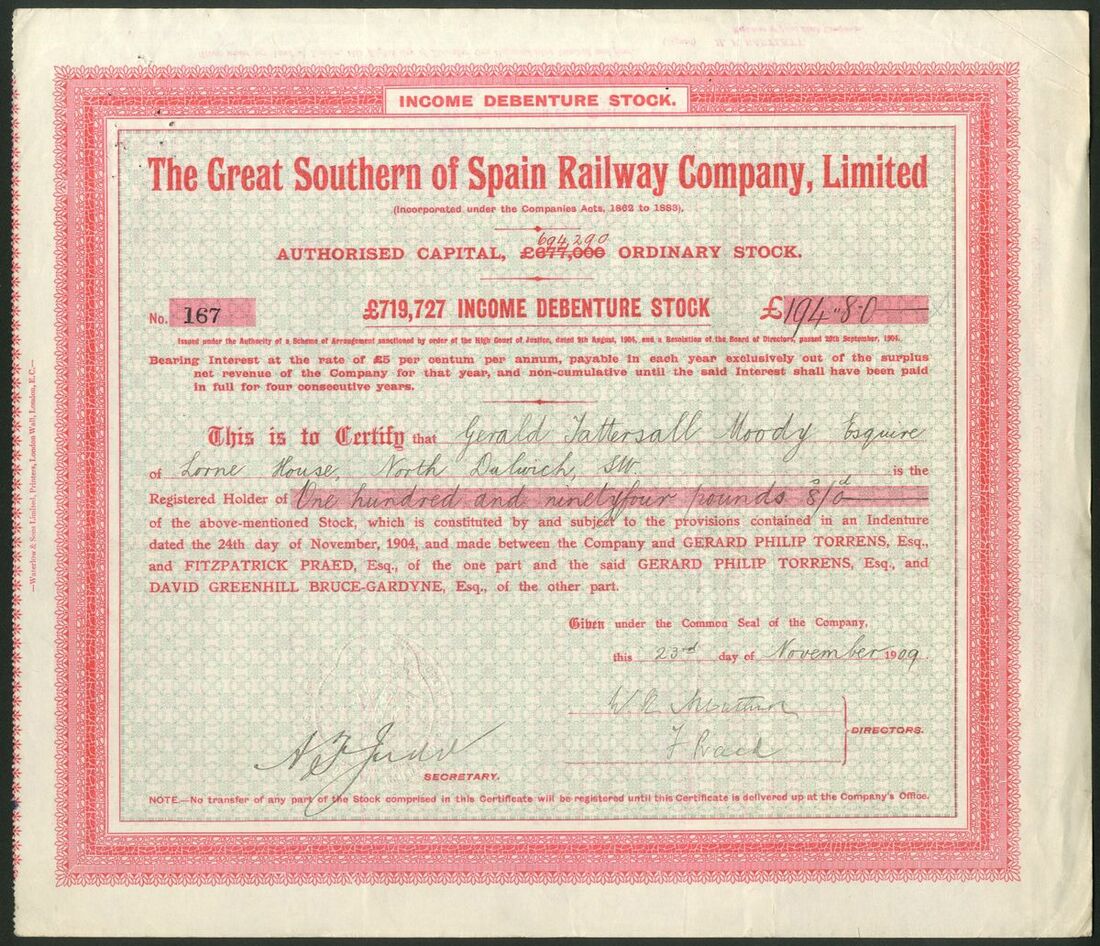 INCOME DEBENTURE STOCK.
The Great Southern of Spain Railway Company, Limited
(Incorporated under the Companies Acts, 1862 to 1883).
694,290
AUTHORISED CAPITAL, £677,000 ORDINARY STOCK.
No. 167 £719,727 INCOME DEBENTURE STOCK £194"8"0
Issued under the Authority of a Scheme of Arrangement sanctioned by order of the High Court of Justice, dated 9th August, 1904, and a Resolution of the Board of Directors, passed 29th September, 1904.
Bearing Interest at the rate of £5 per centum per annum, payable in each year exclusively out of the surplus
net revenue of the Company for that year, and non-cumulative until the said Interest shall have been paid
in full for four consecutive years.
This is to Certify that Gerald Tattersall Moody Esquire
of Lorne House, North Dulwich, SW is the
Registered Holder of One hundred and ninetyfour pounds 8s/0d
of the above-mentioned Stock, which is constituted by and subject to the provisions contained in an Indenture
dated the 24th day of November, 1904, and made between the Company and GERARD PHILIP TORRENS, Esq.,
and FITZPATRICK PRAED, Esq., of the one part and the said GERARD PHILIP TORRENS, Esq., and
DAVID GREENHILL BRUCE-GARDYNE, Esq., of the other part.
Given under the Common Seal of the Company,
this 23rd day of November 1909
DIRECTORS.
A F Judd
SECRETARY.
NOTE.—No transfer of any part of the Stock comprised in this Certificate will be registered until this Certificate is delivered up at the Company's Office.
—Waterlow & Sons Limited, Printers, London Wall, London, E.C.—